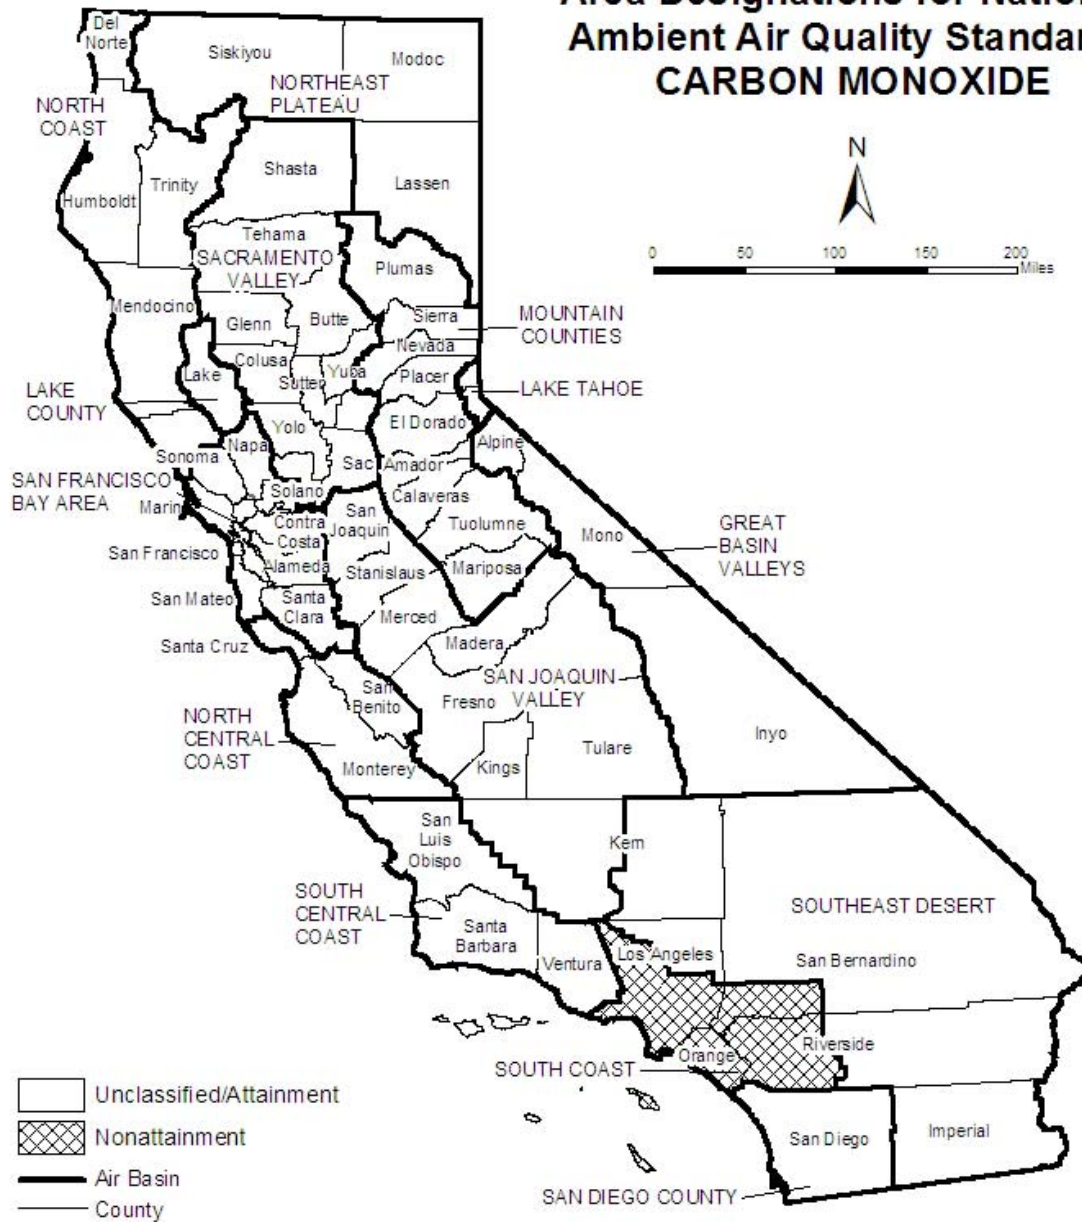 Area Designations for Nation
Ambient Air Quality Standar
CARBON MONOXIDE
N
0 50 100 150 200
Miles
Del
Norte
Siskiyou
Modoc
NORTHEAST
PLATEAU
NORTH
COAST
Shasta
Trinity
Lassen
Humboldt
Tehama
SACRAMENTO
VALLEY
Plumas
Mendocino
Glenn
Butte
Sierra
MOUNTAIN
COUNTIES
Nevada
Colusa
Lake
Sutter
Yuba
Placer
LAKE TAHOE
LAKE
COUNTY
Yolo
El Dorado
Napa
Alpine
Sonoma
Sac
Amador
SAN FRANCISCO
BAY AREA
Solano
Calaveras
Marin
San
Joaquin
Contra
Costa
Tuolumne
Mono
GREAT
BASIN
VALLEYS
San Francisco
Alameda
Stanislaus
Mariposa
San Mateo
Santa
Clara
Merced
Santa Cruz
Madera
SAN JOAQUIN
VALLEY
San
Benito
Fresno
NORTH
CENTRAL
COAST
Tulare
Inyo
Monterey
Kings
San
Luis
Obispo
Kern
SOUTH
CENTRAL
COAST
SOUTHEAST DESERT
Santa
Barbara
Ventura
Los Angeles
San Bernardino
Orange
Riverside
SOUTH COAST
San Diego
Imperial
SAN DIEGO COUNTY
Unclassified/Attainment
Nonattainment
Air Basin
County